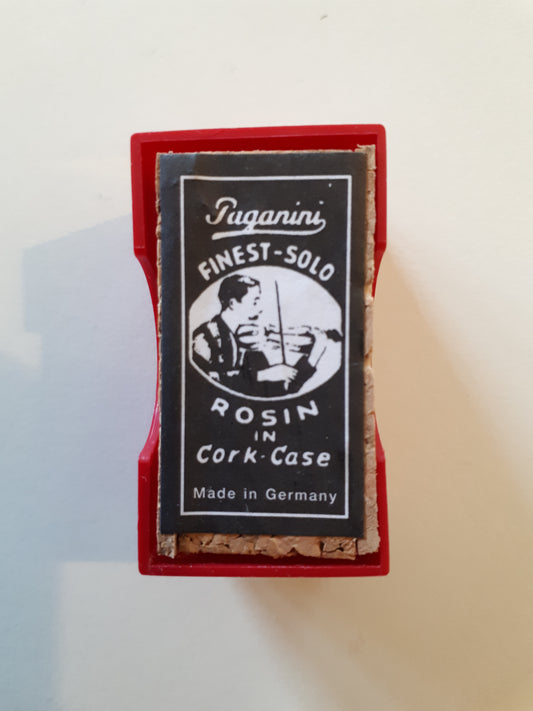 Paganini
FINEST-SOLO
ROSIN
IN
Cork-Case
Made in Germany